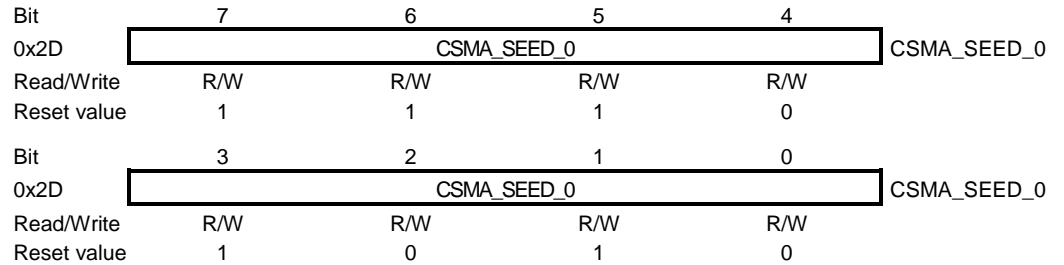 Bit 7 6 5 4
0x2D CSMA_SEED_0 CSMA_SEED_0
Read/Write R/W R/W R/W R/W
Reset value 1 1 1 0
Bit 3 2 1 0
0x2D CSMA_SEED_0 CSMA_SEED_0
Read/Write R/W R/W R/W R/W
Reset value 1 0 1 0